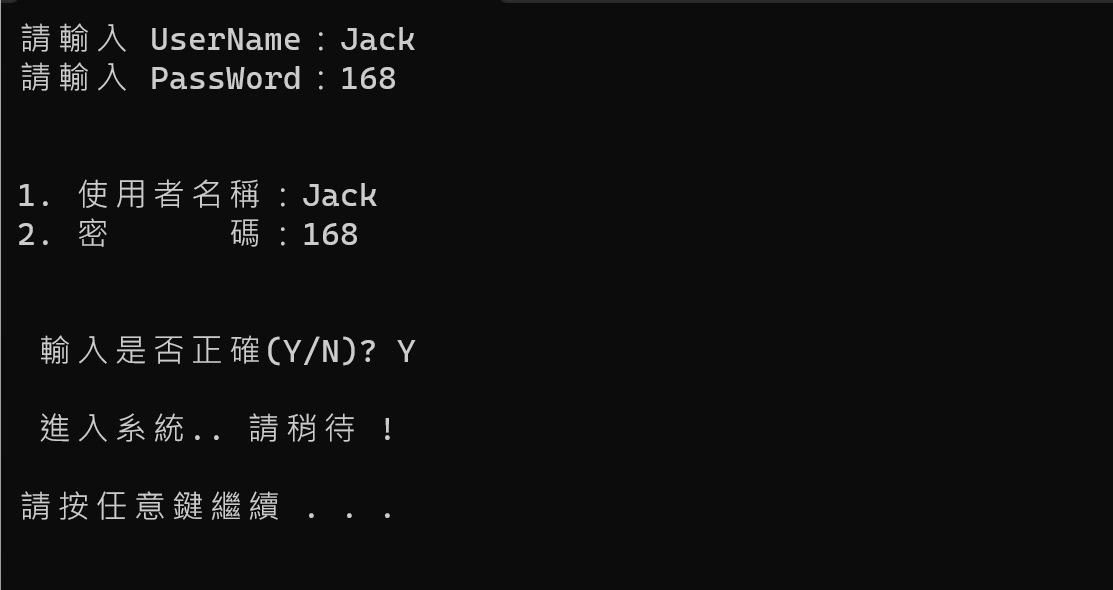 請輸入 UserName：Jack
請輸入 PassWord：168
1. 使用者名稱：Jack
2. 密　　　碼：168
輸入是否正確(Y/N)? Y
進入系統.. 請稍待 !
請按任意鍵繼續 . . .